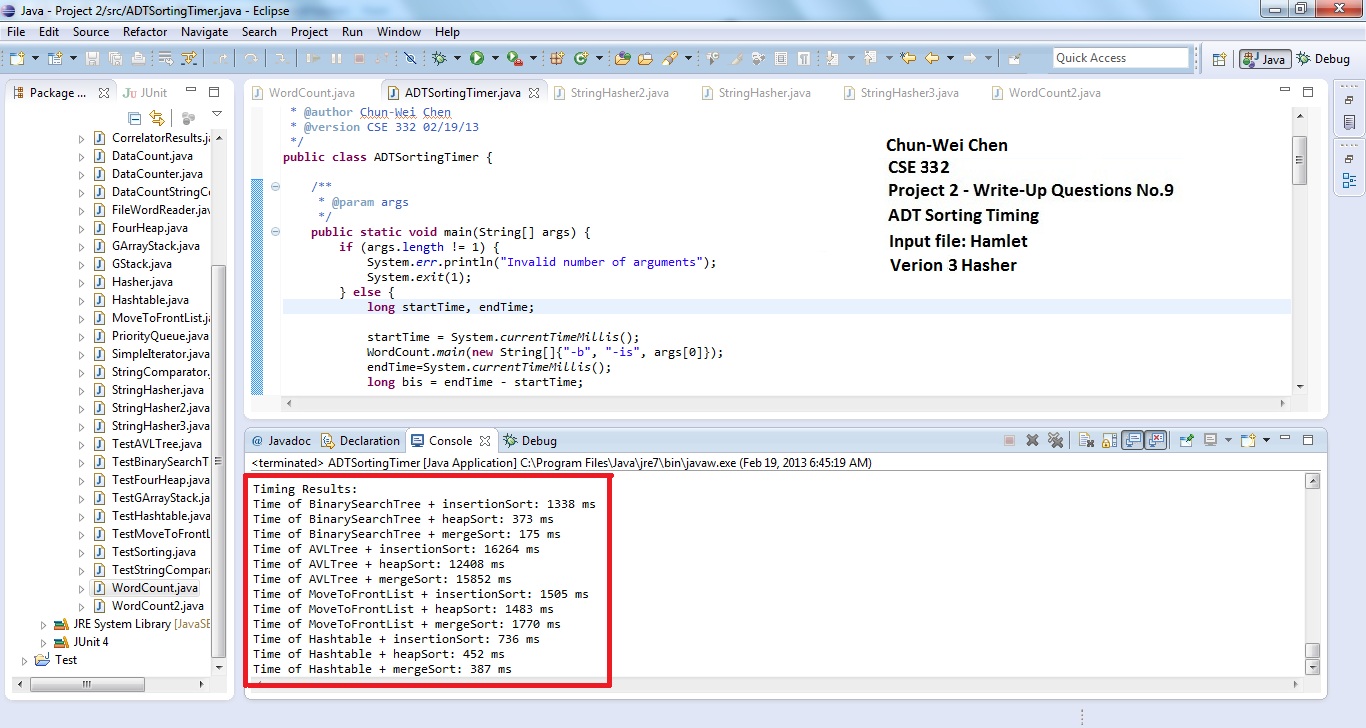 Java - Project 2/src/ADTSortingTimer.java - Eclipse
File Edit Source Refactor Navigate Search Project Run Window Help
Quick Access
Java
Debug
Package ...
JUnit
CorrelatorResults.ja
DataCount.java
DataCounter.java
DataCountStringCo
FileWordReader.jav
FourHeap.java
GArrayStack.java
GStack.java
Hasher.java
Hashtable.java
MoveToFrontList.ja
PriorityQueue.java
SimpleIterator.java
StringComparator.
StringHasher.java
StringHasher2.java
StringHasher3.java
TestAVLTree.java
TestBinarySearchT
TestFourHeap.java
TestGArrayStack.ja
TestHashtable.java
TestMoveToFrontL
TestSorting.java
TestStringCompara
WordCount.java
WordCount2.java
JRE System Library [JavaSE
JUnit 4
Test
WordCount.java ADTSortingTimer.java StringHasher2.java StringHasher.java StringHasher3.java WordCount2.java
* @author Chun-Wei Chen
* @version CSE 332 02/19/13
*/
public class ADTSortingTimer {
/**
* @param args
*/
public static void main(String[] args) {
if (args.length != 1) {
System.err.println("Invalid number of arguments");
System.exit(1);
} else {
long startTime, endTime;
startTime = System.currentTimeMillis();
WordCount.main(new String[]{"-b", "-is", args[0]});
endTime=System.currentTimeMillis();
long bis = endTime - startTime;
Chun-Wei Chen
CSE 332
Project 2 - Write-Up Questions No.9
ADT Sorting Timing
Input file: Hamlet
Verion 3 Hasher
@ Javadoc Declaration Console Debug
<terminated> ADTSortingTimer [Java Application] C:\Program Files\Java\jre7\bin\javaw.exe (Feb 19, 2013 6:45:19 AM)
Timing Results:
Time of BinarySearchTree + insertionSort: 1338 ms
Time of BinarySearchTree + heapSort: 373 ms
Time of BinarySearchTree + mergeSort: 175 ms
Time of AVLTree + insertionSort: 16264 ms
Time of AVLTree + heapSort: 12408 ms
Time of AVLTree + mergeSort: 15852 ms
Time of MoveToFrontList + insertionSort: 1505 ms
Time of MoveToFrontList + heapSort: 1483 ms
Time of MoveToFrontList + mergeSort: 1770 ms
Time of Hashtable + insertionSort: 736 ms
Time of Hashtable + heapSort: 452 ms
Time of Hashtable + mergeSort: 387 ms